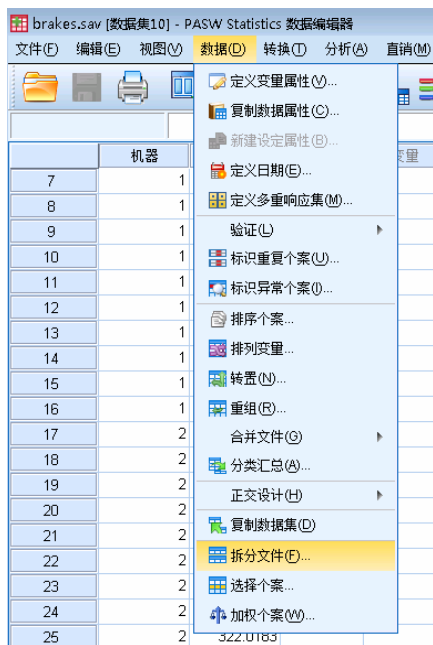 brakes.sav [数据集10] - PASW Statistics 数据编辑器
文件(F) 编辑(E) 视图(V) 数据(D) 转换(T) 分析(A) 直销(M)
定义变量属性(V)...
复制数据属性(C)...
新建设定属性(B)...
机器 变量
定义日期(E)...
7 1
定义多重响应集(M)...
8 1
验证(L)
9 1
标识重复个案(U)...
10 1
标识异常个案(I)...
11 1
排序个案...
12 1
排列变量...
13 1
转置(N)...
14 1
重组(R)...
15 1
16 1
合并文件(G)
17 2
分类汇总(A)...
18 2
正交设计(H)
19 2
复制数据集(D)
20 2
21 2
拆分文件(F)...
22 2
选择个案...
23 2
加权个案(W)...
24 2
25 2 322.0183